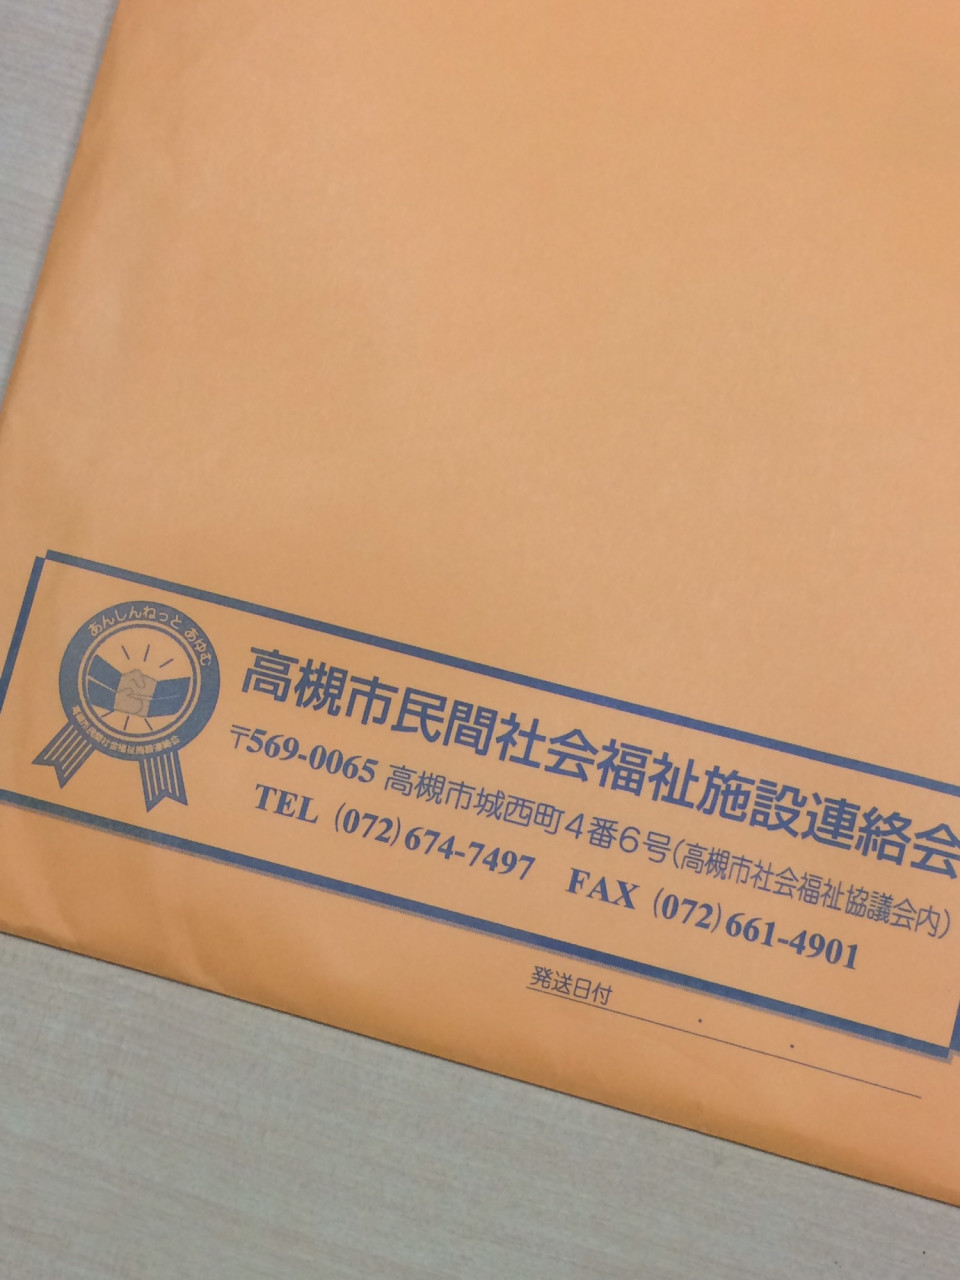 あんしんねっと あゆむ
高槻市民間社会福祉施設連絡会
〒569-0065 高槻市城西町4番6号(高槻市社会福祉協議会内)
TEL (072)674-7497 FAX (072)661-4901
発送日付 . .